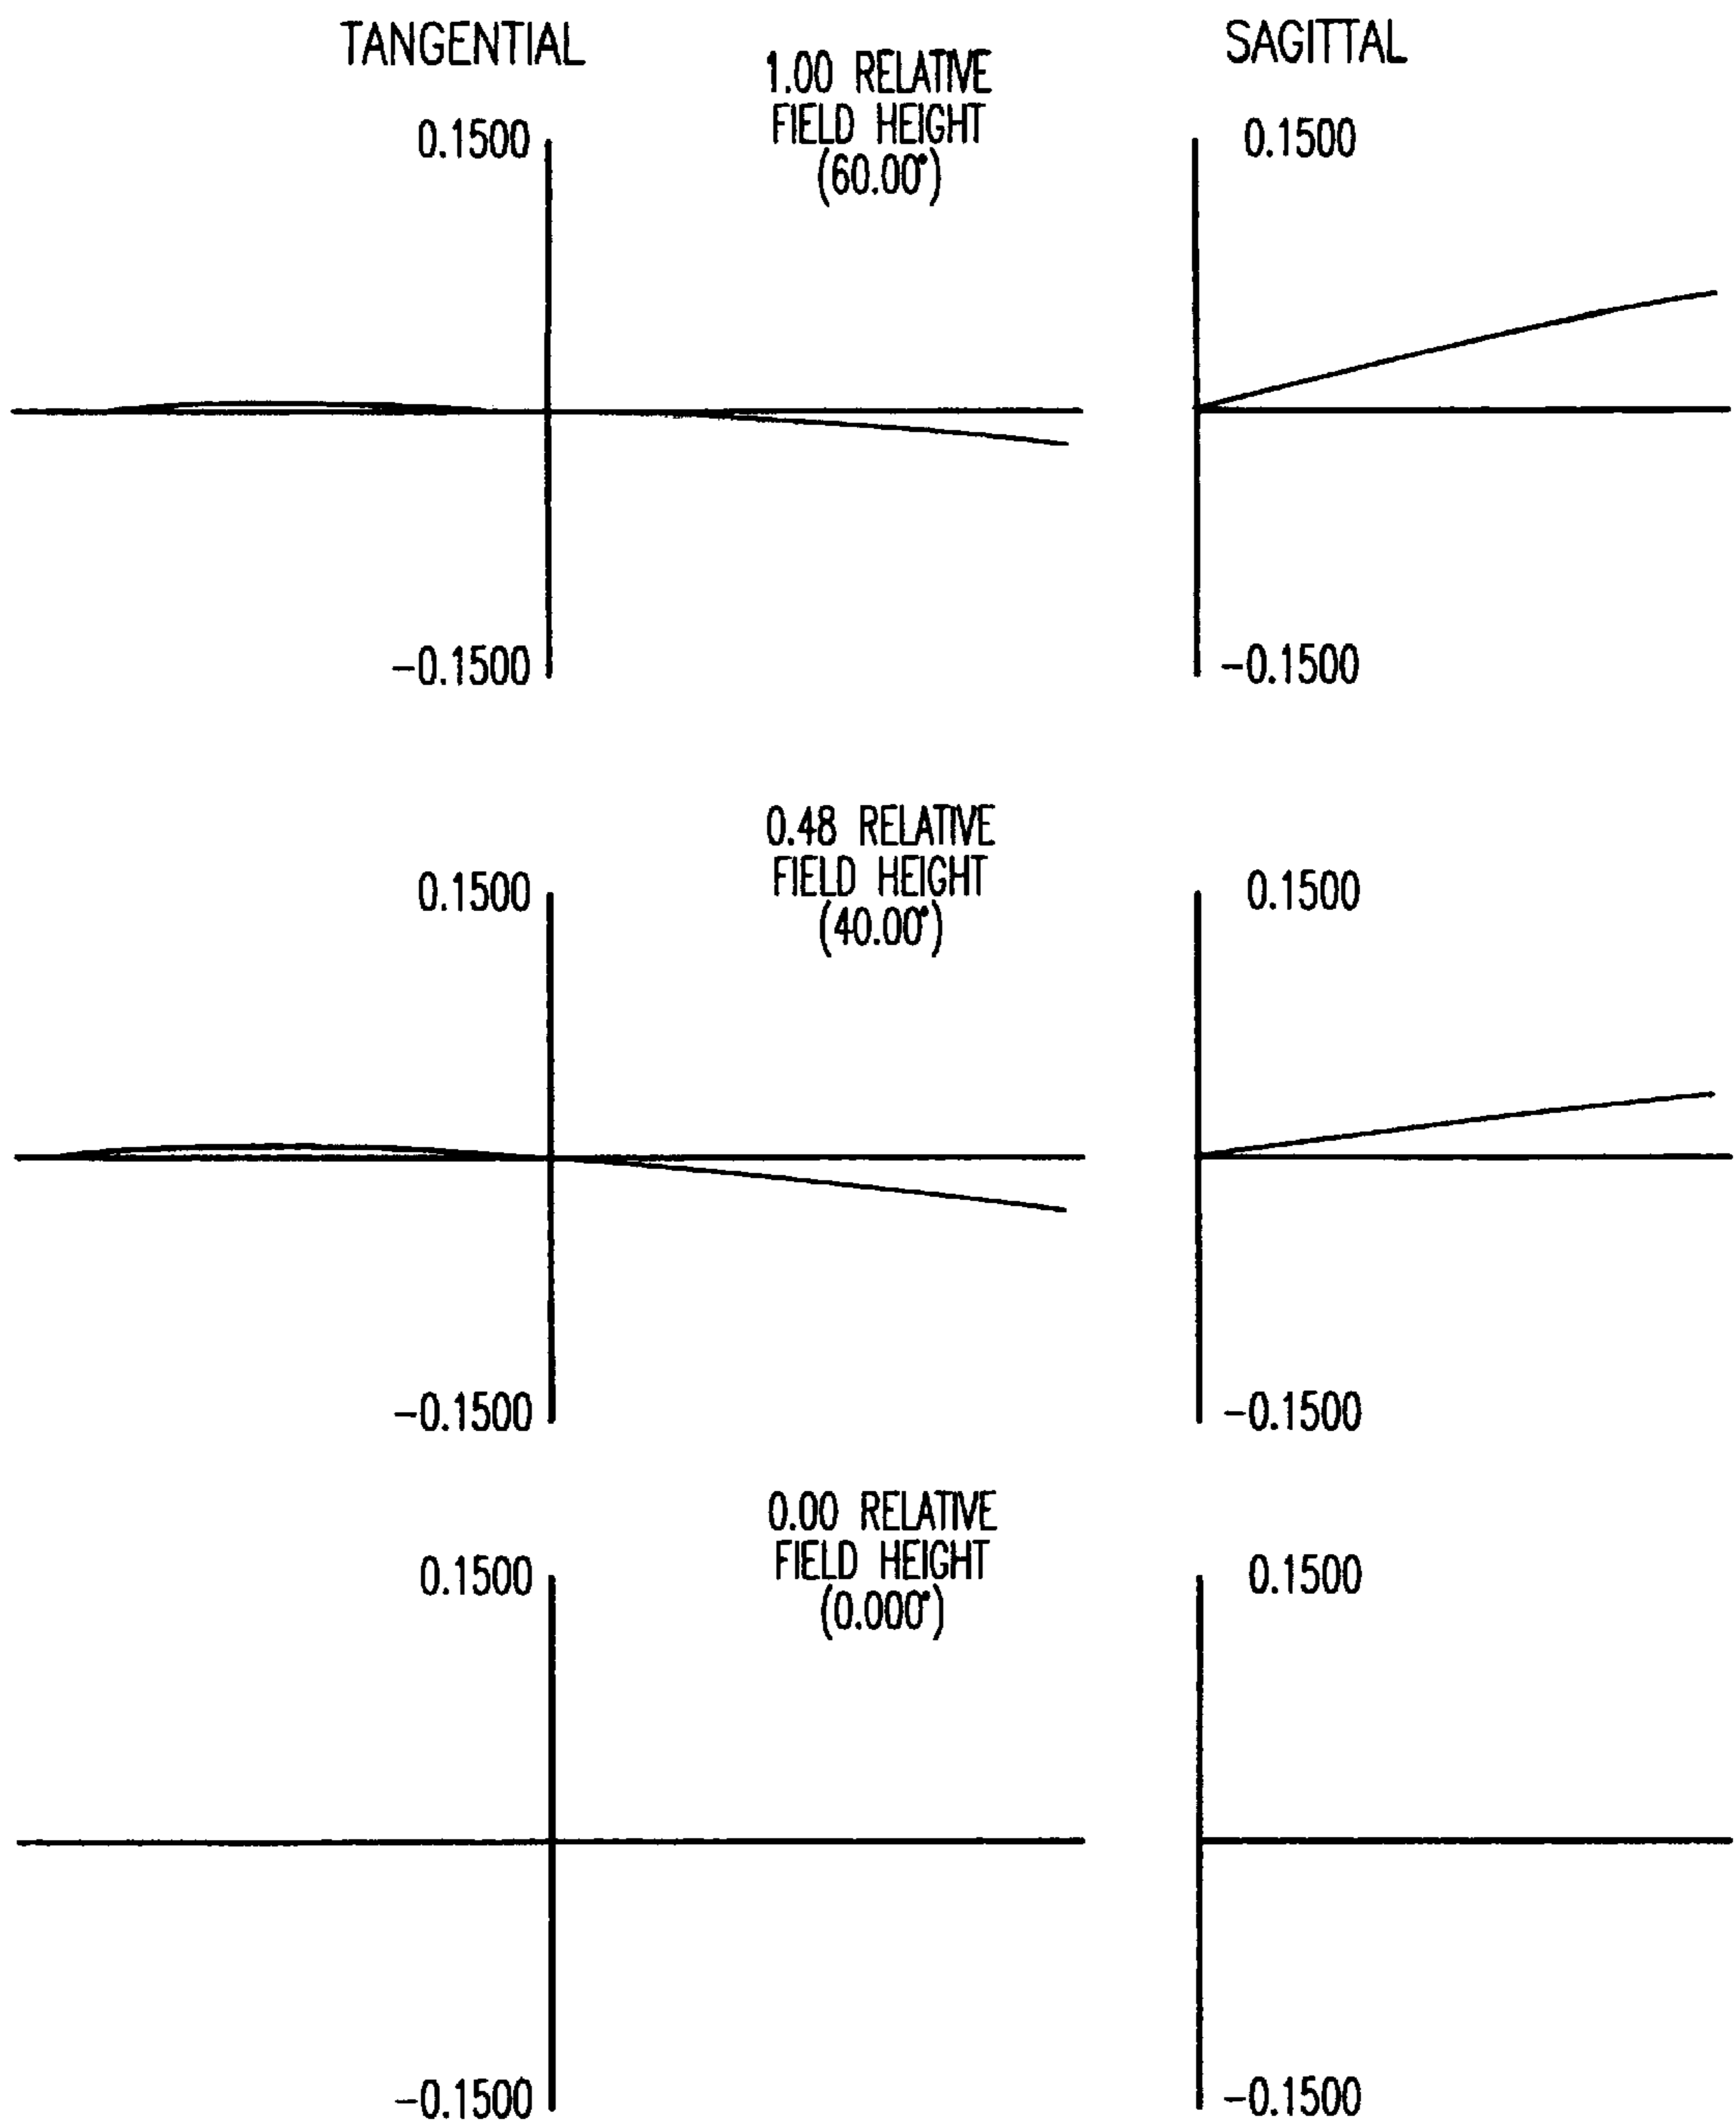 TANGENTIAL
SAGITTAL
1.00 RELATIVE
FIELD HEIGHT
(60.00°)
0.1500
0.1500
-0.1500
-0.1500
0.48 RELATIVE
FIELD HEIGHT
(40.00°)
0.1500
0.1500
-0.1500
-0.1500
0.00 RELATIVE
FIELD HEIGHT
(0.000°)
0.1500
0.1500
-0.1500
-0.1500